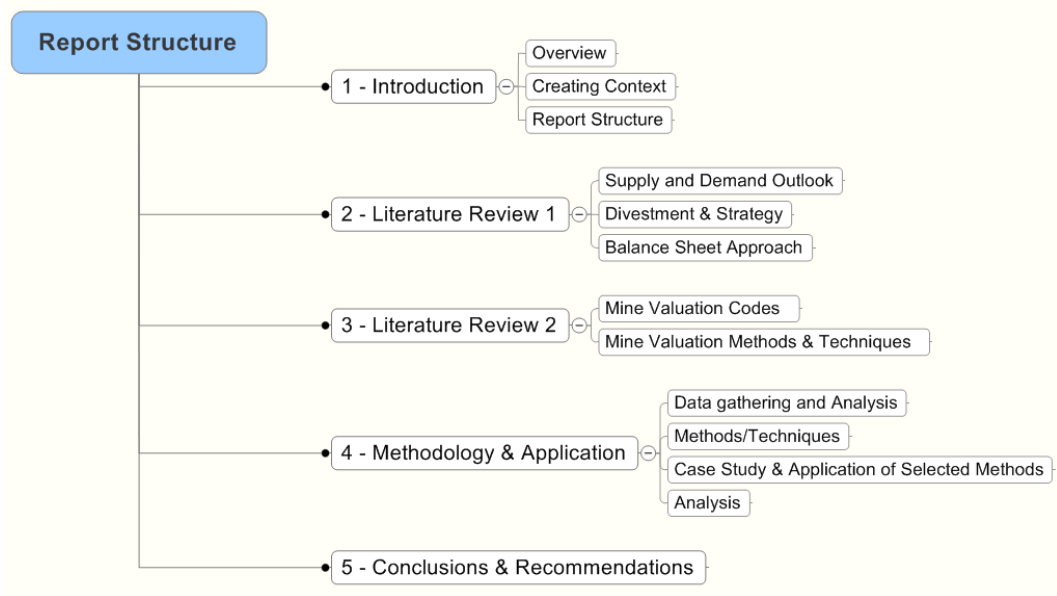 Report Structure
1 - Introduction
Overview
Creating Context
Report Structure
2 - Literature Review 1
Supply and Demand Outlook
Divestment & Strategy
Balance Sheet Approach
3 - Literature Review 2
Mine Valuation Codes
Mine Valuation Methods & Techniques
4 - Methodology & Application
Data gathering and Analysis
Methods/Techniques
Case Study & Application of Selected Methods
Analysis
5 - Conclusions & Recommendations